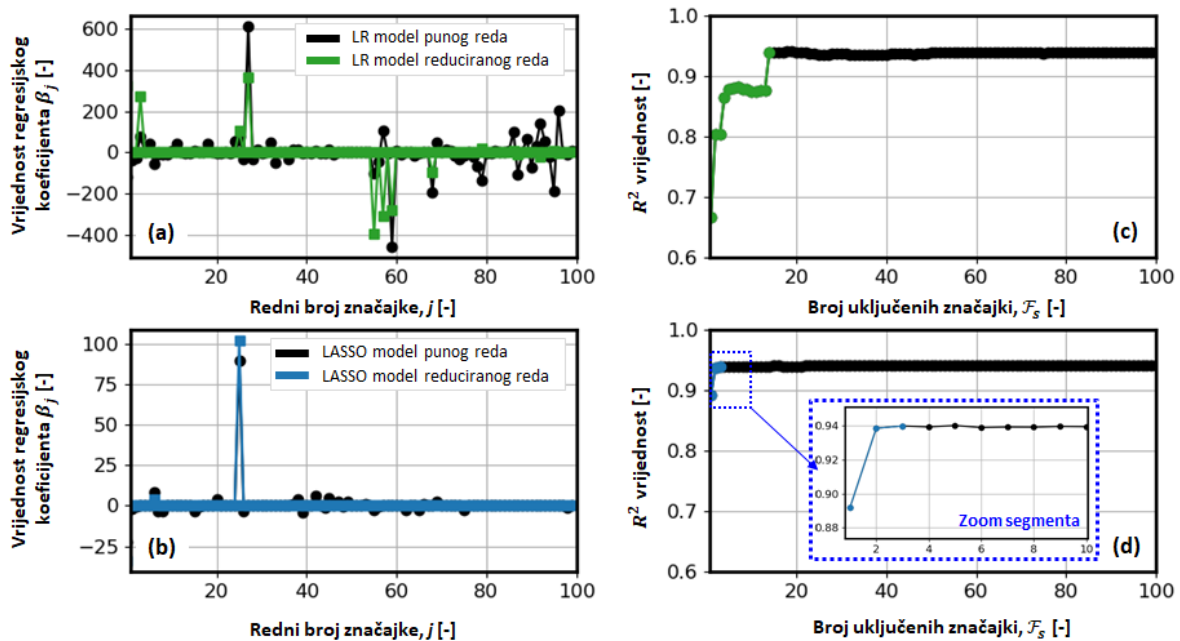 Vrijednost regresijskog
koeficijenta βⱼ [-]
600
400
200
0
−200
−400
LR model punog reda
LR model reduciranog reda
(a)
20 40 60 80 100
Redni broj značajke, j [-]
R² vrijednost [-]
1.0
0.9
0.8
0.7
0.6
(c)
20 40 60 80 100
Broj uključenih značajki, ℱₛ [-]
Vrijednost regresijskog
koeficijenta βⱼ [-]
100
75
50
25
0
−25
LASSO model punog reda
LASSO model reduciranog reda
(b)
20 40 60 80 100
Redni broj značajke, j [-]
R² vrijednost [-]
1.0
0.9
0.8
0.7
0.6
0.94
0.92
0.90
0.88
2 4 6 8 10
Zoom segmenta
(d)
20 40 60 80 100
Broj uključenih značajki, ℱₛ [-]